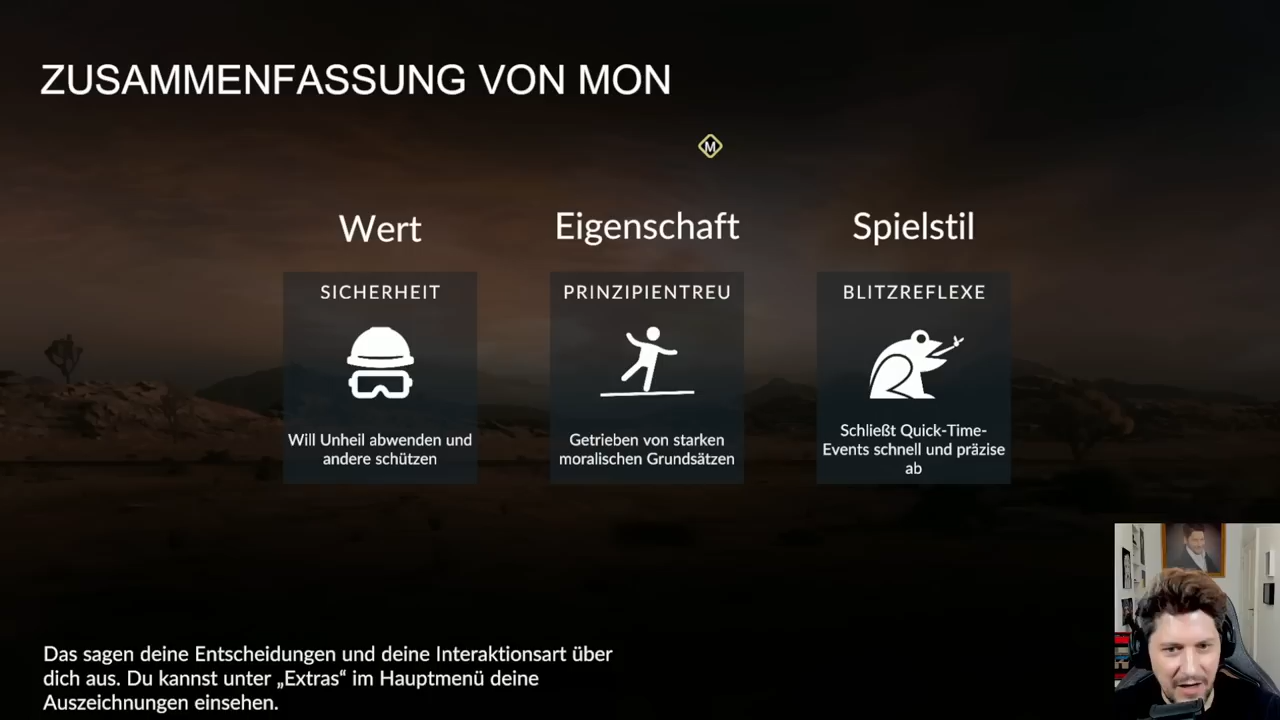 ZUSAMMENFASSUNG VON MON
M
Wert
Eigenschaft
Spielstil
SICHERHEIT
Will Unheil abwenden und
andere schützen
PRINZIPIENTREU
Getrieben von starken
moralischen Grundsätzen
BLITZREFLEXE
Schließt Quick-Time-
Events schnell und präzise
ab
Das sagen deine Entscheidungen und deine Interaktionsart über
dich aus. Du kannst unter „Extras“ im Hauptmenü deine
Auszeichnungen einsehen.